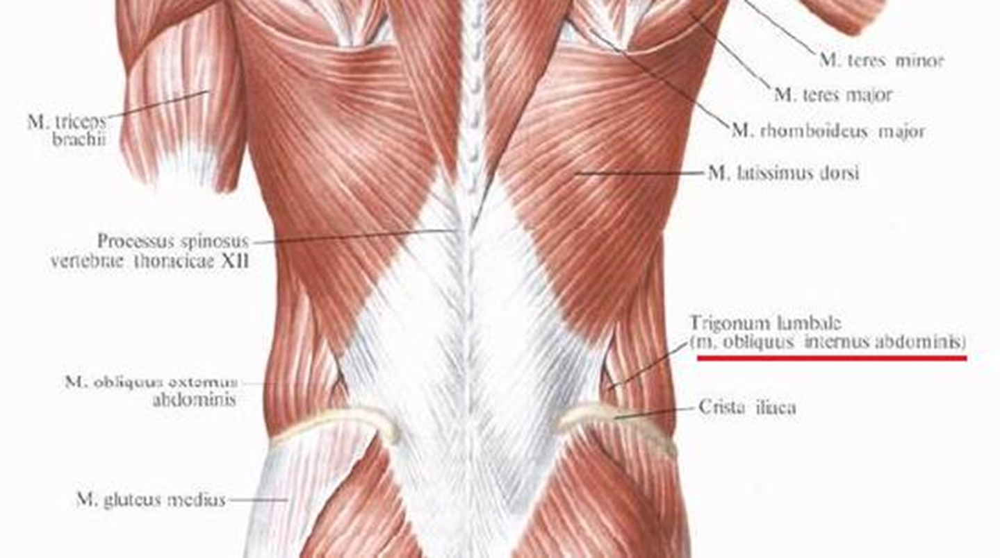 M. teres minor
M. teres major
M. triceps
brachii
M. rhomboideus major
M. latissimus dorsi
Processus spinosus
vertebrae thoracicae XII
Trigonum lumbale
(m. obliquus internus abdominis)
M. obliquus externus
abdominis
Crista iliaca
M. gluteus medius